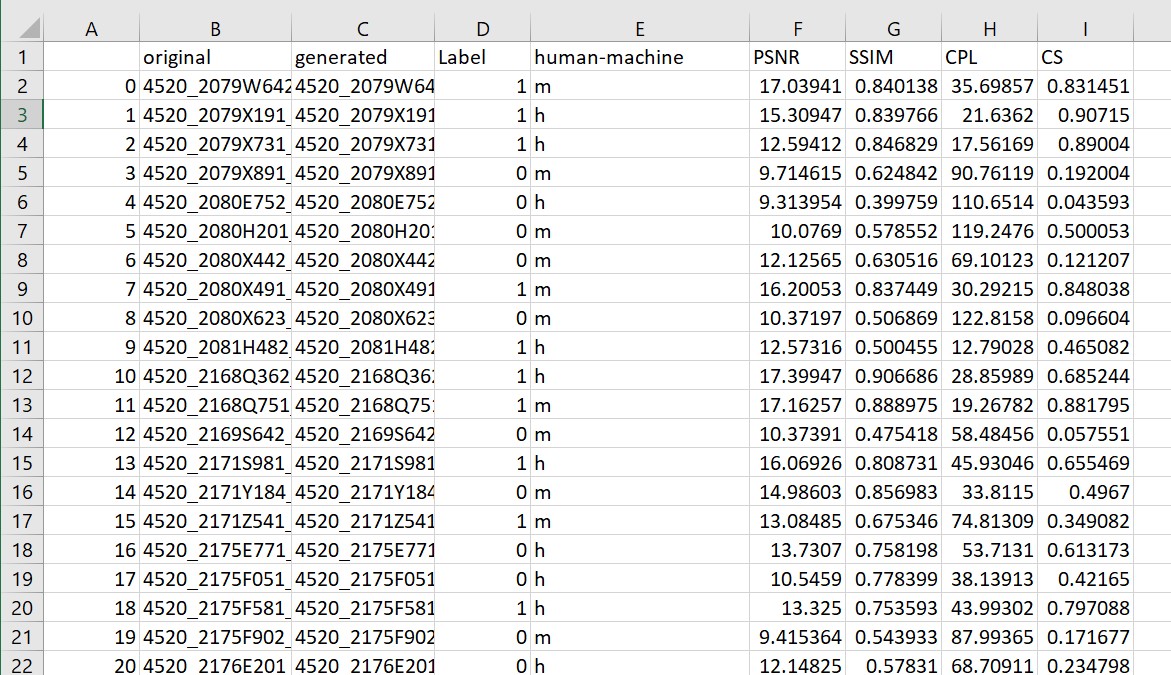 A B C D E F G H I
1 original generated Label human-machine PSNR SSIM CPL CS
2 0 4520_2079W642 4520_2079W64 1 m 17.03941 0.840138 35.69857 0.831451
3 1 4520_2079X191_ 4520_2079X191 1 h 15.30947 0.839766 21.6362 0.90715
4 2 4520_2079X731_ 4520_2079X731 1 h 12.59412 0.846829 17.56169 0.89004
5 3 4520_2079X891_ 4520_2079X891 0 m 9.714615 0.624842 90.76119 0.192004
6 4 4520_2080E752_ 4520_2080E752 0 h 9.313954 0.399759 110.6514 0.043593
7 5 4520_2080H201_ 4520_2080H201 0 m 10.0769 0.578552 119.2476 0.500053
8 6 4520_2080X442_ 4520_2080X442 0 m 12.12565 0.630516 69.10123 0.121207
9 7 4520_2080X491_ 4520_2080X491 1 m 16.20053 0.837449 30.29215 0.848038
10 8 4520_2080X623_ 4520_2080X623 0 m 10.37197 0.506869 122.8158 0.096604
11 9 4520_2081H482_ 4520_2081H482 1 h 12.57316 0.500455 12.79028 0.465082
12 10 4520_2168Q362_ 4520_2168Q362 1 h 17.39947 0.906686 28.85989 0.685244
13 11 4520_2168Q751_ 4520_2168Q751 1 m 17.16257 0.888975 19.26782 0.881795
14 12 4520_2169S642_ 4520_2169S642 0 m 10.37391 0.475418 58.48456 0.057551
15 13 4520_2171S981_ 4520_2171S981 1 h 16.06926 0.808731 45.93046 0.655469
16 14 4520_2171Y184_ 4520_2171Y184 0 m 14.98603 0.856983 33.8115 0.4967
17 15 4520_2171Z541_ 4520_2171Z541 1 m 13.08485 0.675346 74.81309 0.349082
18 16 4520_2175E771_ 4520_2175E771 0 h 13.7307 0.758198 53.7131 0.613173
19 17 4520_2175F051_ 4520_2175F051 0 h 10.5459 0.778399 38.13913 0.42165
20 18 4520_2175F581_ 4520_2175F581 1 h 13.325 0.753593 43.99302 0.797088
21 19 4520_2175F902_ 4520_2175F902 0 m 9.415364 0.543933 87.99365 0.171677
22 20 4520_2176E201_ 4520_2176E201 0 h 12.14825 0.57831 68.70911 0.234798